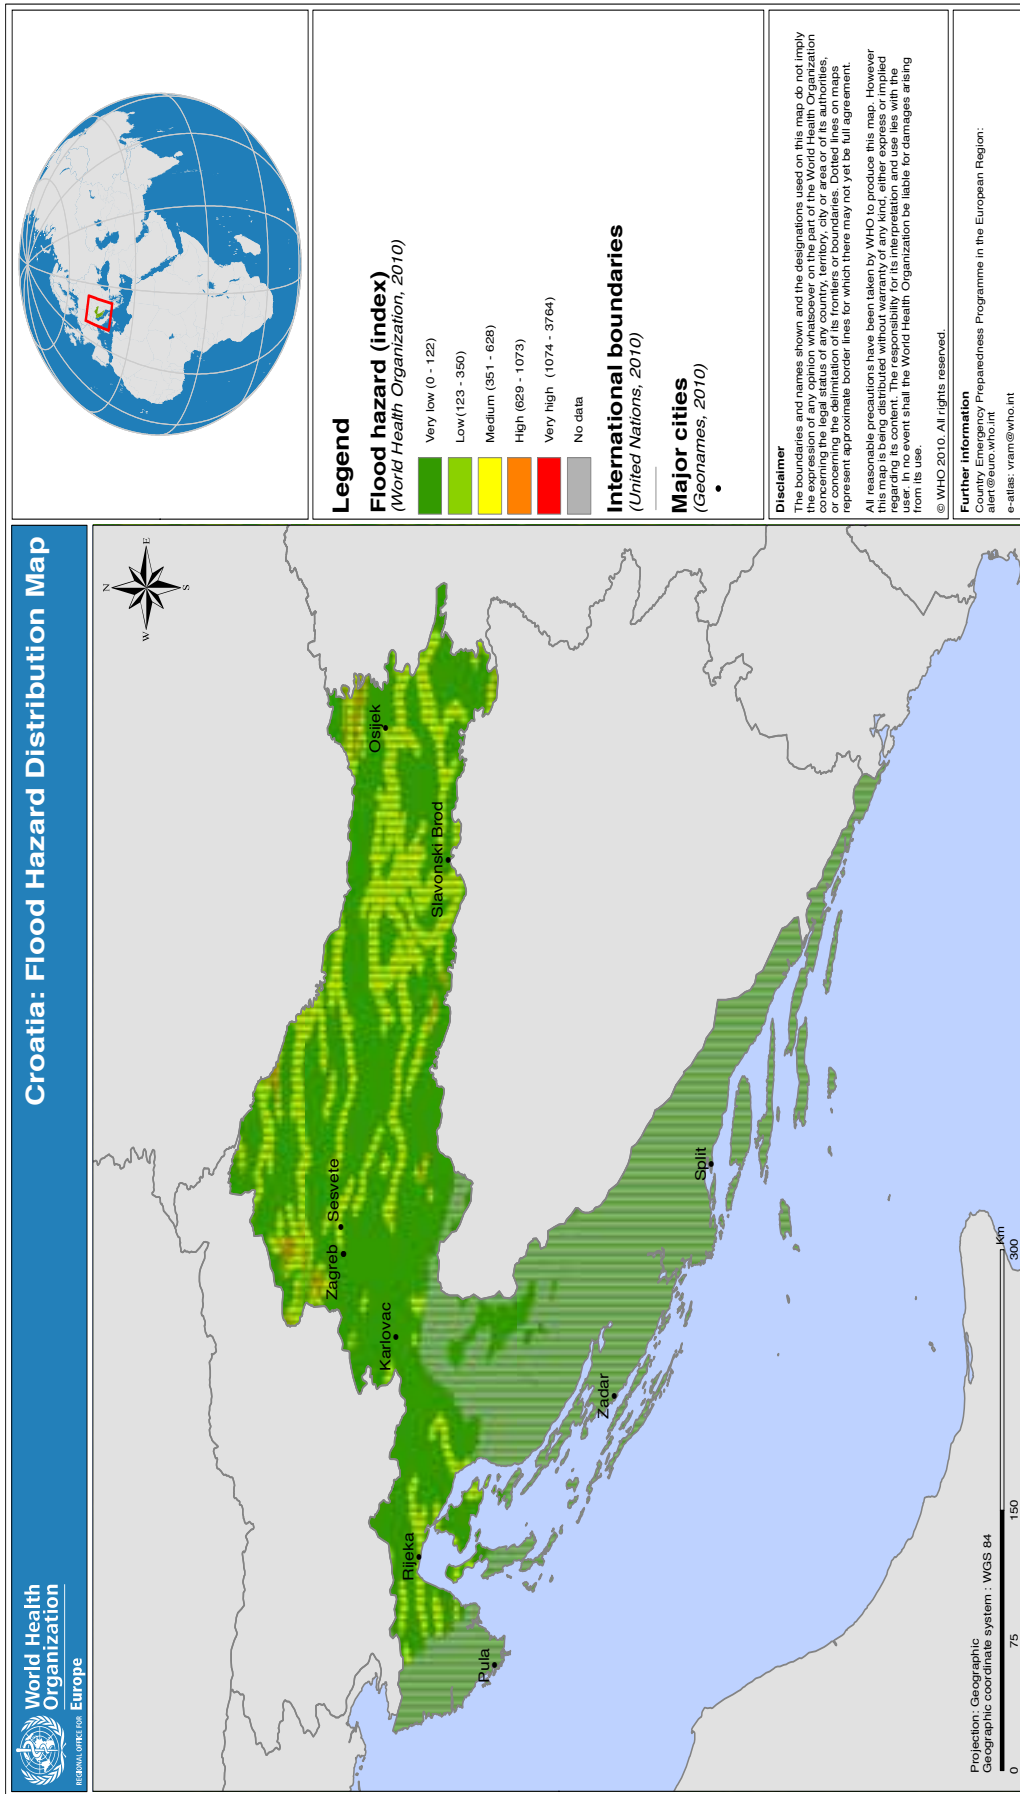 World Health
Organization
REGIONAL OFFICE FOR
Europe
Croatia: Flood Hazard Distribution Map
N
W
E
S
Osijek
Slavonski Brod
Sesvete
Zagreb
Karlovac
Rijeka
Pula
Zadar
Split
Projection: Geographic
Geographic coordinate system : WGS 84
0
75
150
300
Km
Legend
Flood hazard (index)
(World Health Organization, 2010)
Very low (0 - 122)
Low (123 - 350)
Medium (351 - 628)
High (629 - 1073)
Very high (1074 - 3764)
No data
International boundaries
(United Nations, 2010)
Major cities
(Geonames, 2010)
Disclaimer
The boundaries and names shown and the designations used on this map do not imply
the expression of any opinion whatsoever on the part of the World Health Organization
concerning the legal status of any country, territory, city or area or of its authorities,
or concerning the delimitation of its frontiers or boundaries. Dotted lines on maps
represent approximate border lines for which there may not yet be full agreement.
All reasonable precautions have been taken by WHO to produce this map. However
this map is being distributed without warranty of any kind, either express or implied
regarding its content. The responsibility for its interpretation and use lies with the
user. In no event shall the World Health Organization be liable for damages arising
from its use.
© WHO 2010. All rights reserved.
Further information
Country Emergency Preparedness Programme in the European Region:
alert@euro.who.int
e-atlas: vram@who.int